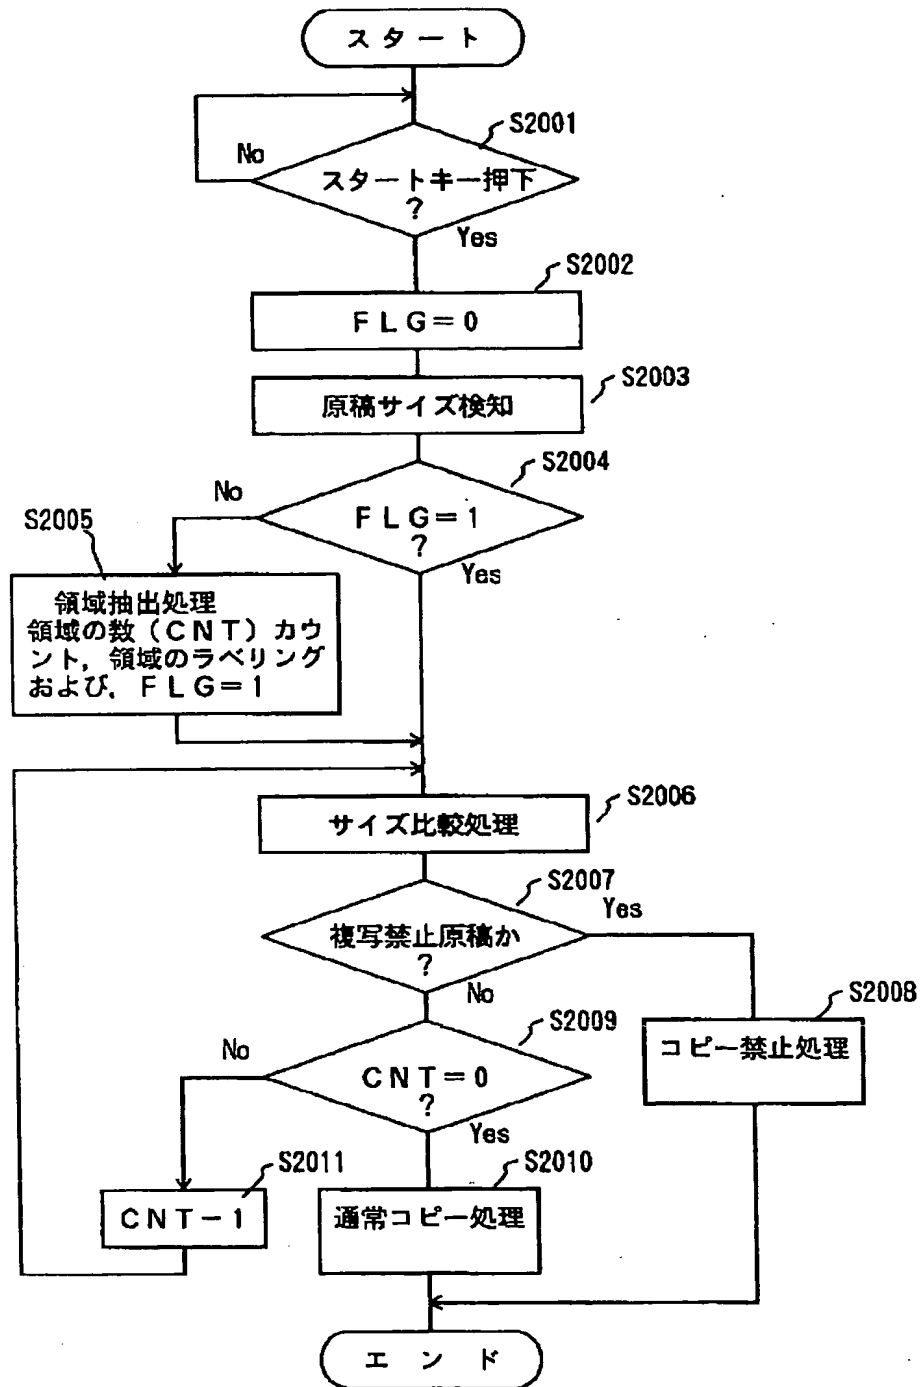 スタート
S2001
No
スタートキー押下
?
Yes
S2002
FLG=0
S2003
原稿サイズ検知
S2004
No
FLG=1
?
Yes
S2005
領域抽出処理
領域の数(CNT)カウ
ント,領域のラベリング
および,FLG=1
S2006
サイズ比較処理
S2007
Yes
複写禁止原稿か
?
No
S2008
コピー禁止処理
S2009
No
CNT=0
?
Yes
S2011
CNT-1
S2010
通常コピー処理
エンド